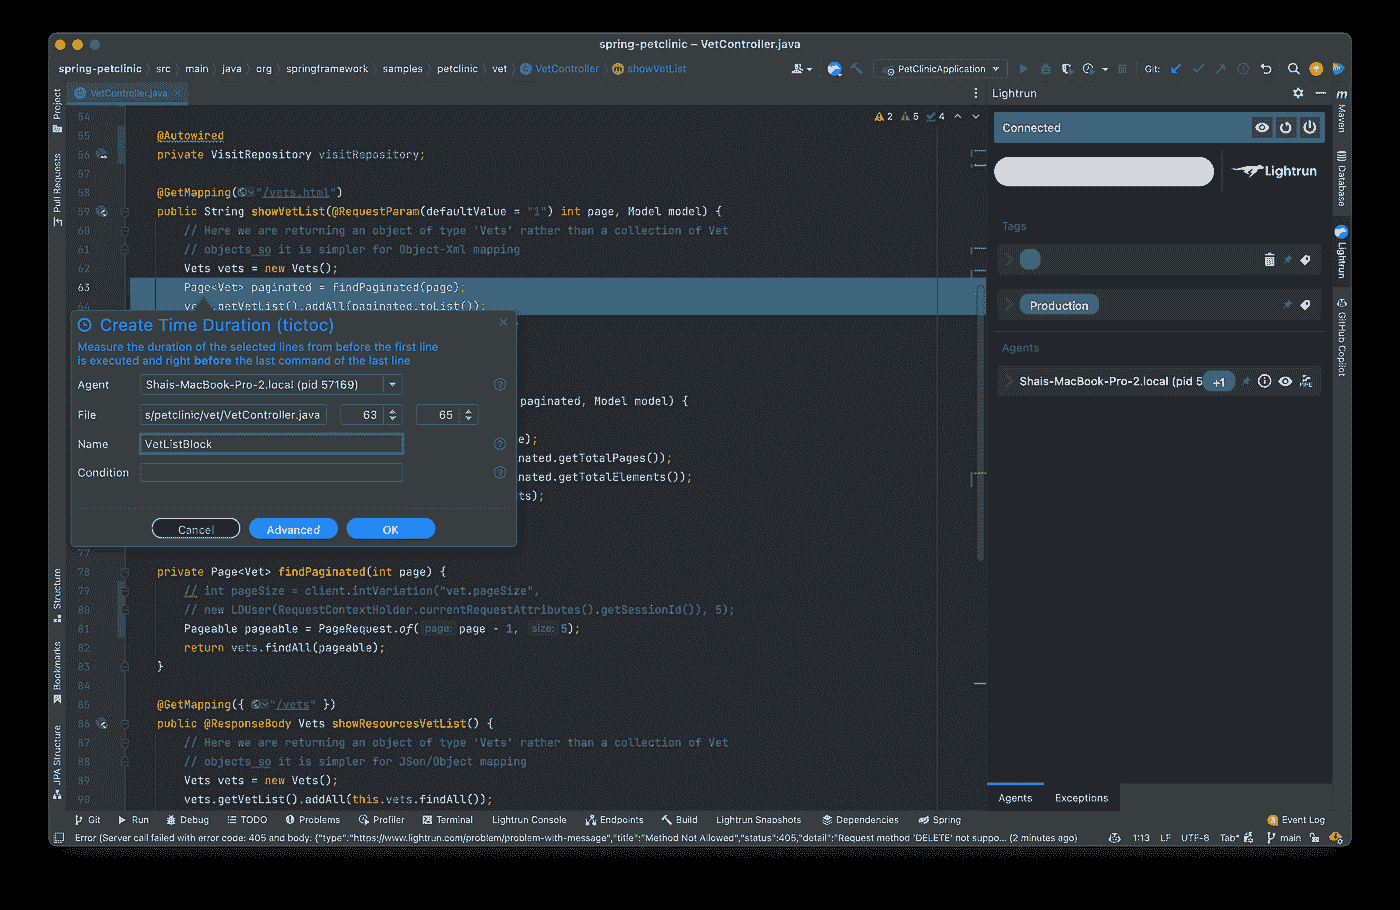 spring-petclinic – VetController.java
spring-petclinic src main java org springframework samples petclinic vet VetController showVetList
PetClinicApplication
Git:
VetController.java
Lightrun
Project
Pull Requests
Structure
Bookmarks
JPA Structure
54
55 @Autowired
56 private VisitRepository visitRepository;
57
58 @GetMapping("/vets.html")
59 public String showVetList(@RequestParam(defaultValue = "1") int page, Model model) {
60 // Here we are returning an object of type 'Vets' rather than a collection of Vet
61 // objects so it is simpler for Object-Xml mapping
62 Vets vets = new Vets();
63 Page<Vet> paginated = findPaginated(page);
64 .getVetList().addAll(paginated.toList());
2 5 4
Create Time Duration (tictoc)
Measure the duration of the selected lines from before the first line
is executed and right before the last command of the last line
Agent Shais-MacBook-Pro-2.local (pid 57169)
File s/petclinic/vet/VetController.java 63 65
Name VetListBlock
Condition
Cancel Advanced OK
paginated, Model model) {
e);
nated.getTotalPages());
nated.getTotalElements());
ts);
77
78 private Page<Vet> findPaginated(int page) {
79 // int pageSize = client.intVariation("vet.pageSize",
80 // new LDUser(RequestContextHolder.currentRequestAttributes().getSessionId()), 5);
81 Pageable pageable = PageRequest.of( page: page - 1, size: 5);
82 return vets.findAll(pageable);
83 }
84
85 @GetMapping({ "/vets" })
86 public @ResponseBody Vets showResourcesVetList() {
87 // Here we are returning an object of type 'Vets' rather than a collection of Vet
88 // objects so it is simpler for JSon/Object mapping
89 Vets vets = new Vets();
90 vets.getVetList().addAll(this.vets.findAll());
Connected
Lightrun
Tags
Production
Agents
Shais-MacBook-Pro-2.local (pid 5 +1
PIPE
Agents Exceptions
m
Maven
Database
Lightrun
GitHub Copilot
Git Run Debug TODO Problems Profiler Terminal Lightrun Console Endpoints Build Lightrun Snapshots Dependencies Spring 3 Event Log
Error (Server call failed with error code: 405 and body: {"type":"https://www.lightrun.com/problem/problem-with-message","title":"Method Not Allowed","status":405,"detail":"Request method 'DELETE' not suppo... (2 minutes ago) 1:13 LF UTF-8 Tab* main